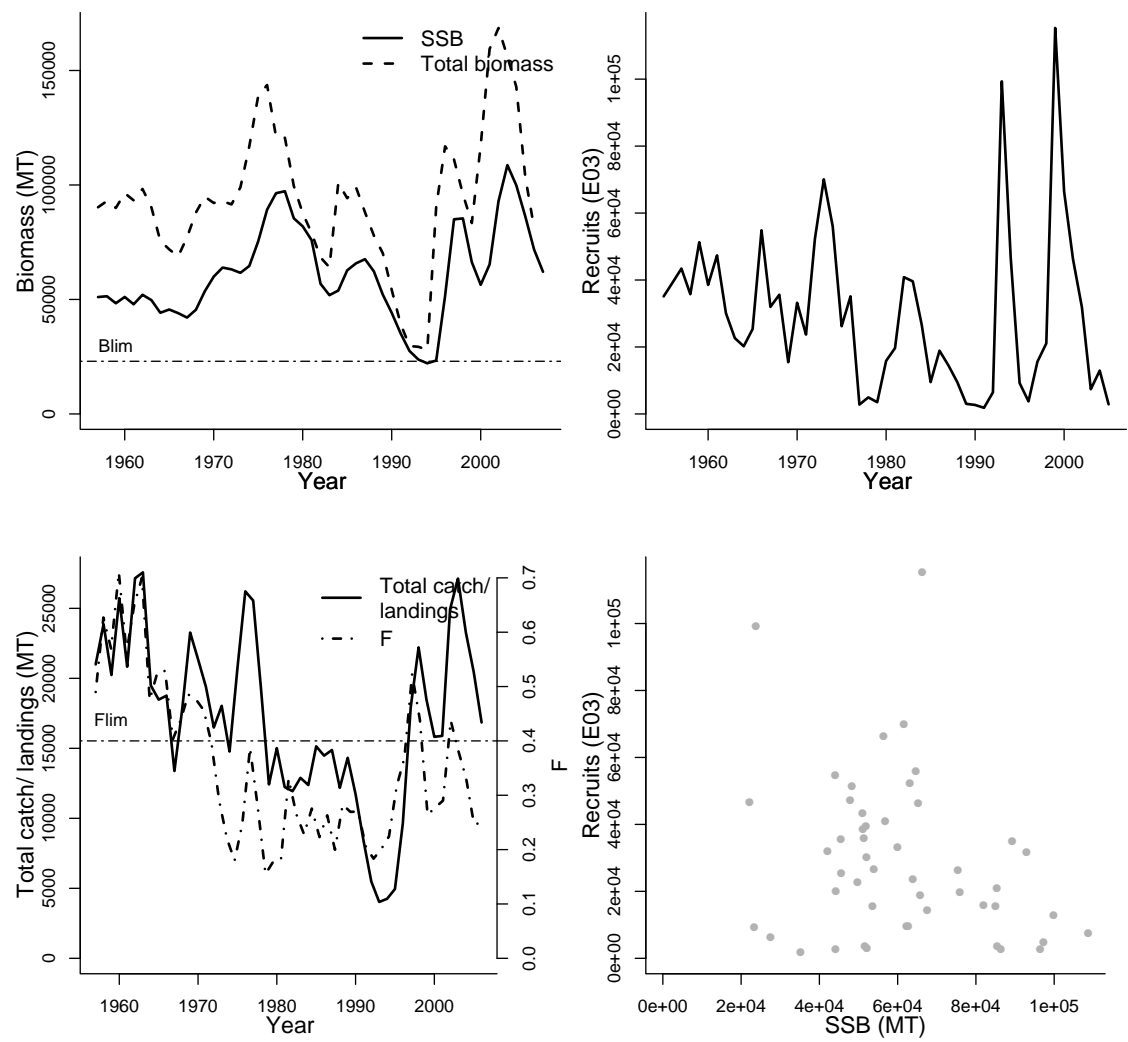 SSB
Total biomass
Biomass (MT)
150000
100000
50000
0
Blim
1960
1970
1980
1990
2000
Year
Recruits (E03)
1e+05
8e+04
6e+04
4e+04
2e+04
0e+00
1960
1970
1980
1990
2000
Year
Total catch/
landings
F
Total catch/ landings (MT)
25000
20000
15000
10000
5000
0
Flim
0.7
0.6
0.5
0.4
0.3
0.2
0.1
0.0
F
1960
1970
1980
1990
2000
Year
Recruits (E03)
1e+05
8e+04
6e+04
4e+04
2e+04
0e+00
0e+00
2e+04
4e+04
6e+04
8e+04
1e+05
SSB (MT)